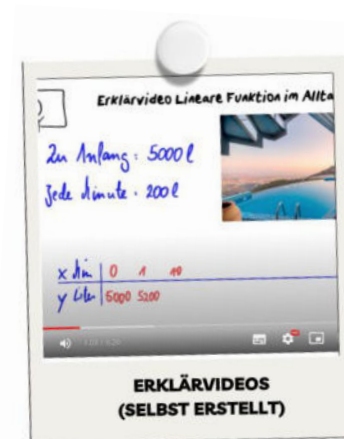 Erklärvideo Lineare Funktion im Allta
Zu Anfang: 5000 l
Jede Minute: 200 l
x Min 0 1 10
y Liter 5000 5200
ERKLÄRVIDEOS
(SELBST ERSTELLT)